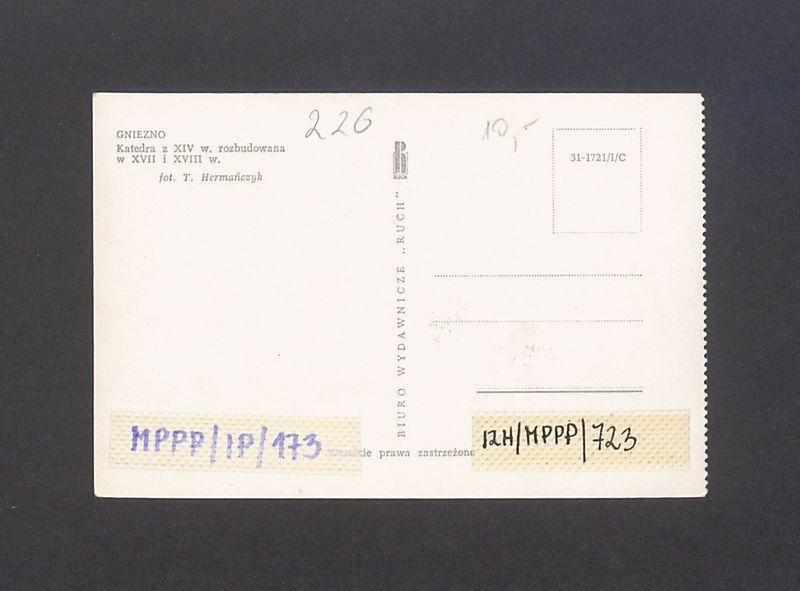 226
10,-
GNIEZNO
Katedra z XIV w. rozbudowana
w XVII i XVIII w.
fot. T. Hermańczyk
RUCH
31-1721/I/C
BIURO WYDAWNICZE „RUCH”
MPPP/IP/173
prawa zastrzeżone
12H/MPPP/723